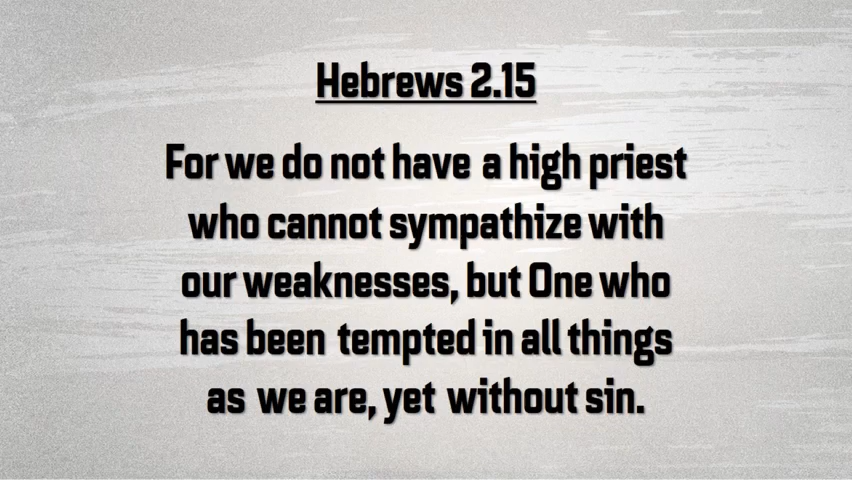 Hebrews 2.15
For we do not have a high priest
who cannot sympathize with
our weaknesses, but One who
has been tempted in all things
as we are, yet without sin.